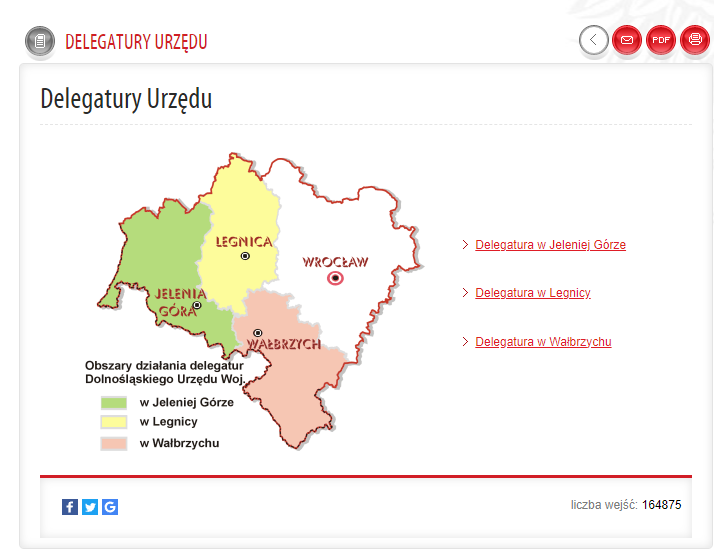 DELEGATURY URZĘDU
PDF
Delegatury Urzędu
LEGNICA
WROCŁAW
JELENIA
GÓRA
WAŁBRZYCH
Obszary działania delegatur
Dolnośląskiego Urzędu Woj.
w Jeleniej Górze
w Legnicy
w Wałbrzychu
Delegatura w Jeleniej Górze
Delegatura w Legnicy
Delegatura w Wałbrzychu
liczba wejść: 164875